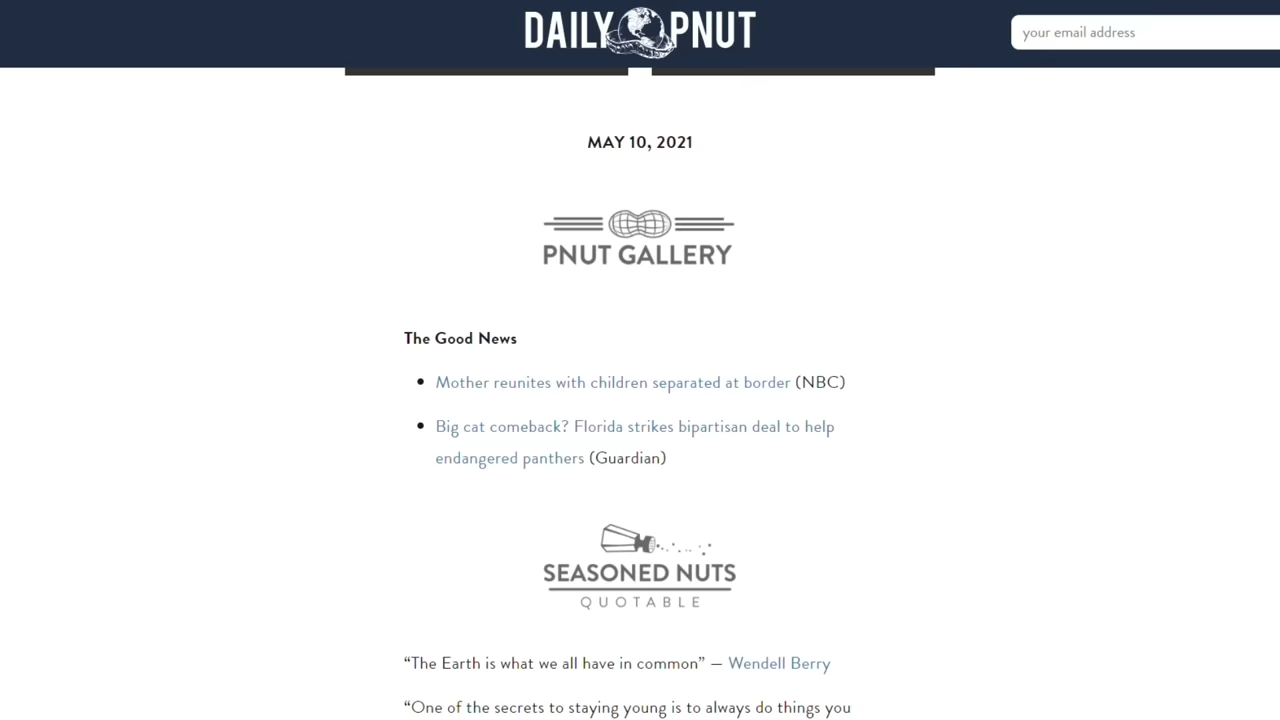 DAILY PNUT
your email address
MAY 10, 2021
PNUT GALLERY
The Good News
Mother reunites with children separated at border (NBC)
Big cat comeback? Florida strikes bipartisan deal to help
endangered panthers (Guardian)
SEASONED NUTS
QUOTABLE
“The Earth is what we all have in common” — Wendell Berry
“One of the secrets to staying young is to always do things you